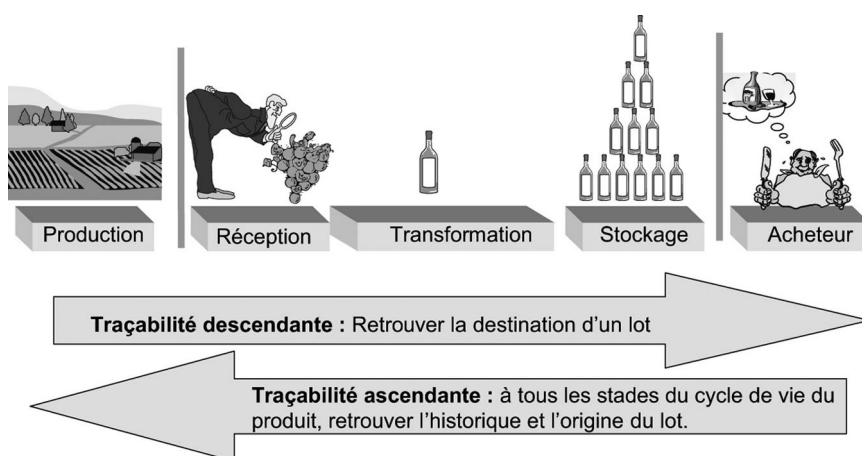 Production
Réception
Transformation
Stockage
Acheteur
Traçabilité descendante : Retrouver la destination d'un lot
Traçabilité ascendante : à tous les stades du cycle de vie du
produit, retrouver l'historique et l'origine du lot.